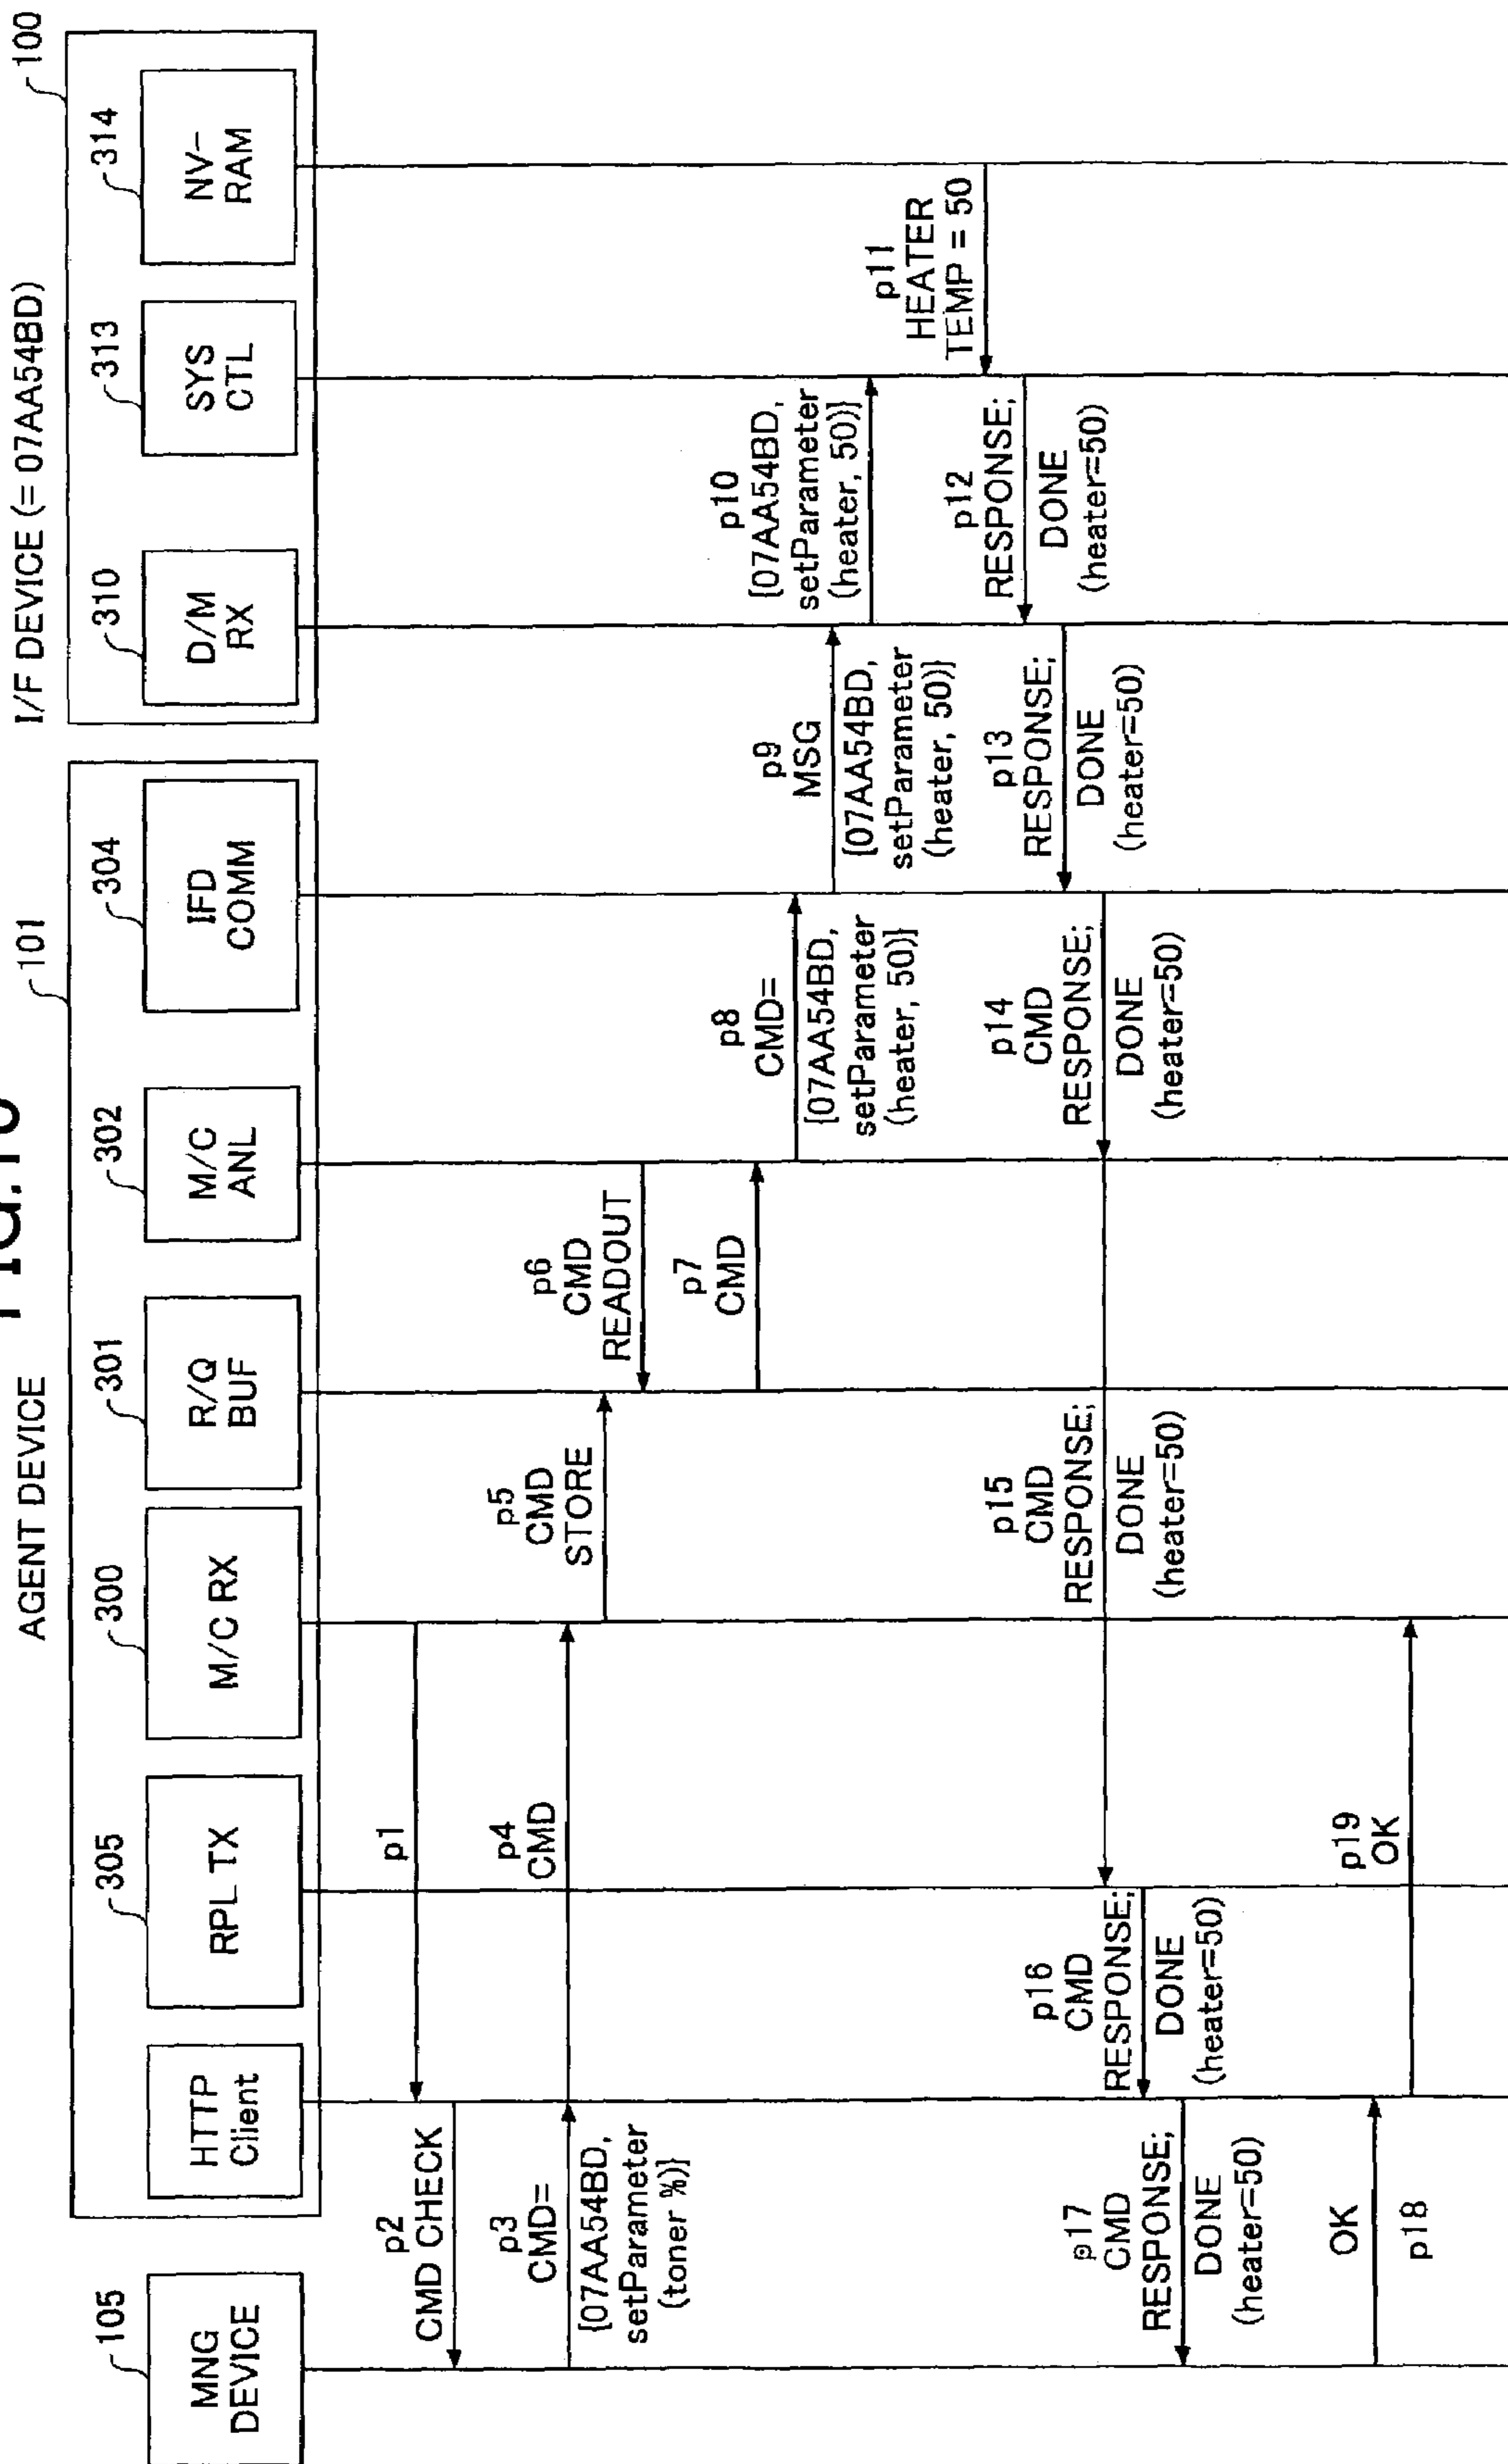 FIG.10
AGENT DEVICE
101
I/F DEVICE (= 07AA54BD)
100
105
MNG
DEVICE
HTTP
Client
305
RPL TX
300
M/C RX
301
R/Q
BUF
302
M/C
ANL
304
IFD
COMM
310
D/M
RX
313
SYS
CTL
314
NV-
RAM
p1
p2
CMD CHECK
p3
CMD=
[07AA54BD,
setParameter
(toner %)]
p4
CMD
p5
CMD
STORE
p6
CMD
READOUT
p7
CMD
p8
CMD=
[07AA54BD,
setParameter
(heater, 50)]
p9
MSG
[07AA54BD,
setParameter
(heater, 50)]
p10
[07AA54BD,
setParameter
(heater, 50)]
p11
HEATER
TEMP = 50
p12
RESPONSE;
DONE
(heater=50)
p13
RESPONSE;
DONE
(heater=50)
p14
CMD
RESPONSE;
DONE
(heater=50)
p15
CMD
RESPONSE;
DONE
(heater=50)
p16
CMD
RESPONSE;
DONE
(heater=50)
p17
CMD
RESPONSE;
DONE
(heater=50)
OK
p18
p19
OK